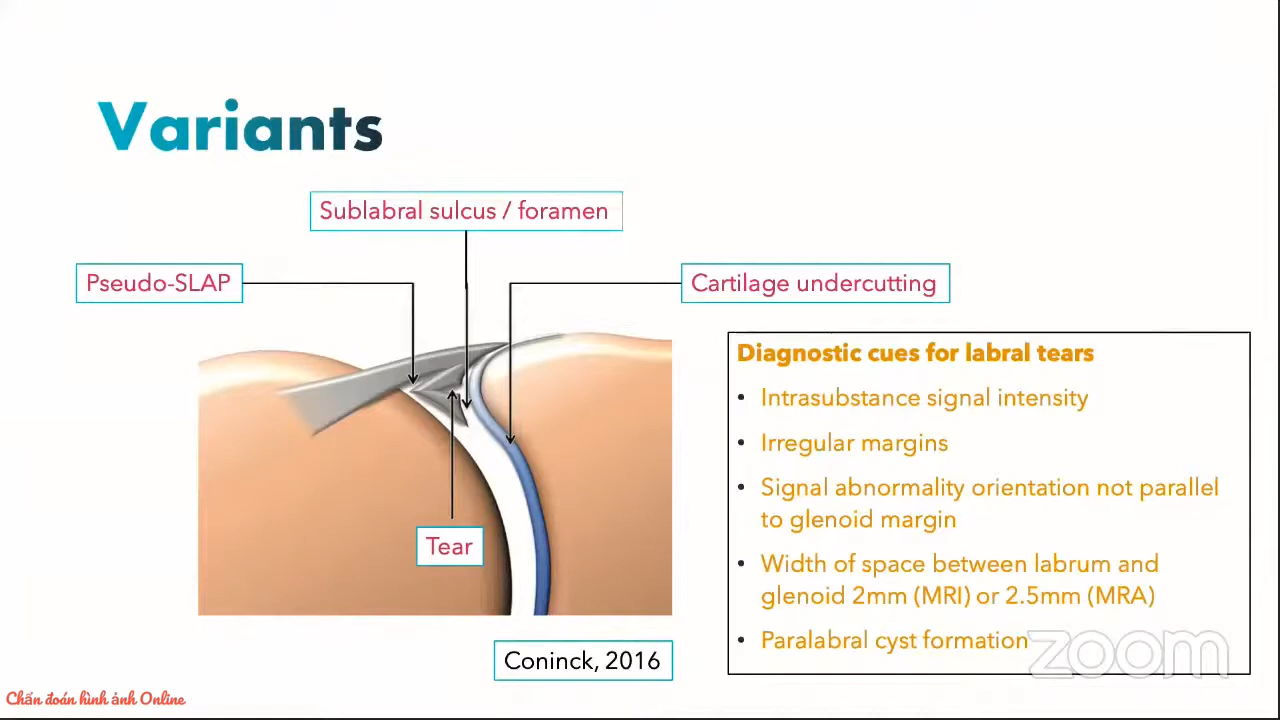 Variants
Sublabral sulcus / foramen
Pseudo-SLAP
Cartilage undercutting
Tear
Coninck, 2016
Diagnostic cues for labral tears
• Intrasubstance signal intensity
• Irregular margins
• Signal abnormality orientation not parallel
to glenoid margin
• Width of space between labrum and
glenoid 2mm (MRI) or 2.5mm (MRA)
• Paralabral cyst formation
zoom
Chẩn đoán hình ảnh Online